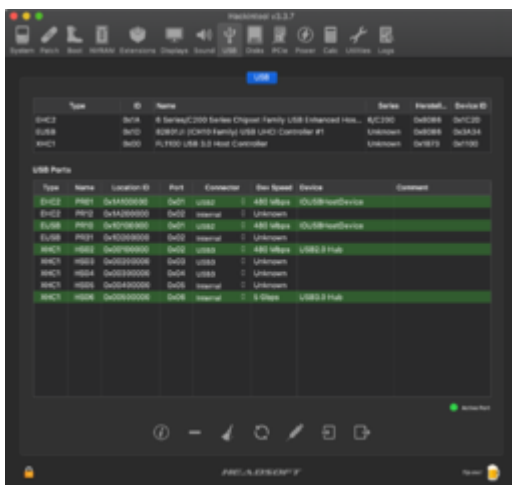 Hackintool v3.3.7
System Patch Boot NVRAM Extensions Displays Sound USB Disks PCIe Power Calc Utilities Logs
USB
Type ID Name Series Device ID
EHC2 0x1A 6 Series/C200 Series Chipset Family USB Enhanced Hos... 6/C200 0x8086 0x1C2D
EUSB 0x1D 82801JI (ICH10 Family) USB UHCI Controller #1 Unknown 0x8086 0x3A34
XHC1 0x00 FL1100 USB 3.0 Host Controller Unknown 0x1B73 0x1100
USB Ports
Type Name Location ID Port Connector Dev Speed Device Comment
EHC2 PR01 0x1A100000 0x01 USB2 480 Mbps IOUSBHostDevice
EHC2 PR12 0x1A200000 0x02 Internal Unknown
EUSB 0x1D100000 0x01 USB2 480 Mbps IOUSBHostDevice
EUSB PR21 0x1D200000 0x02 Internal Unknown
XHC1 HS02 0x00 USB3 480 Mbps USB2.0 Hub
XHC1 HS03 0x00200000 0x03 USB3 Unknown
XHC1 HS04 0x00300000 0x04 USB3 Unknown
XHC1 HS05 0x00400000 0x05 Internal Unknown
XHC1 HS06 0x00500000 0x06 Internal 5 Gbps USB3.0 Hub
Active Port
HEADSOFT